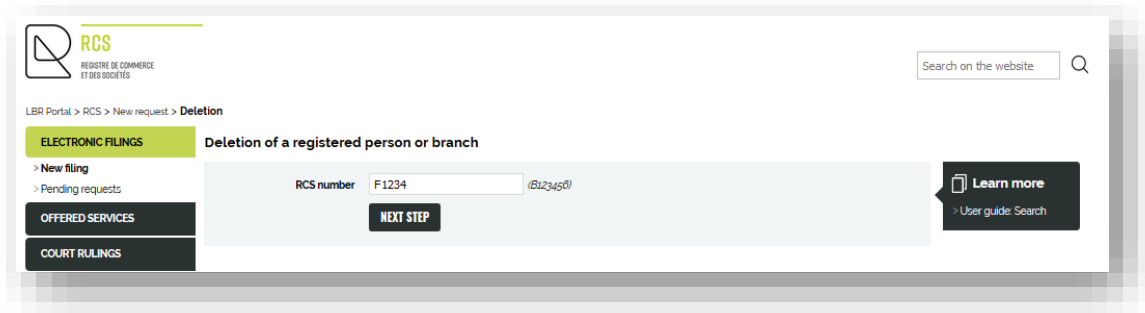 RCS
REGISTRE DE COMMERCE
ET DES SOCIÉTÉS
Search on the website
LBR Portal > RCS > New request > Deletion
ELECTRONIC FILINGS
> New filing
> Pending requests
OFFERED SERVICES
COURT RULINGS
Deletion of a registered person or branch
RCS number F1234 (B123456)
NEXT STEP
Learn more
> User guide: Search